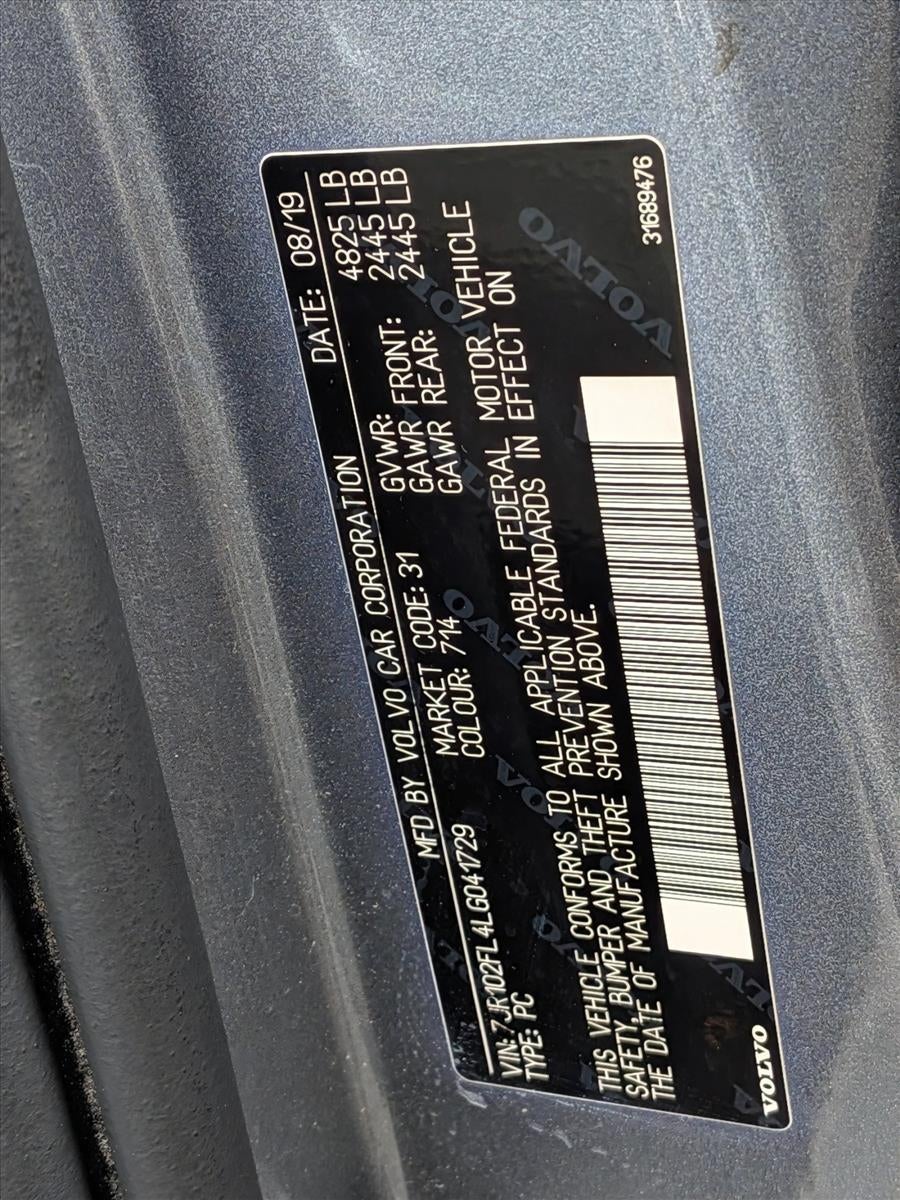 MFD BY VOLVO CAR CORPORATION DATE: 08/19
VIN: 7JR102FL4LG041729 MARKET CODE: 31 GVWR: 4825 LB
TYPE: PC COLOUR: 714 GAWR FRONT: 2445 LB
GAWR REAR: 2445 LB
THIS VEHICLE CONFORMS TO ALL APPLICABLE FEDERAL MOTOR VEHICLE
SAFETY, BUMPER AND THEFT PREVENTION STANDARDS IN EFFECT ON
THE DATE OF MANUFACTURE SHOWN ABOVE.
VOLVO 31689476